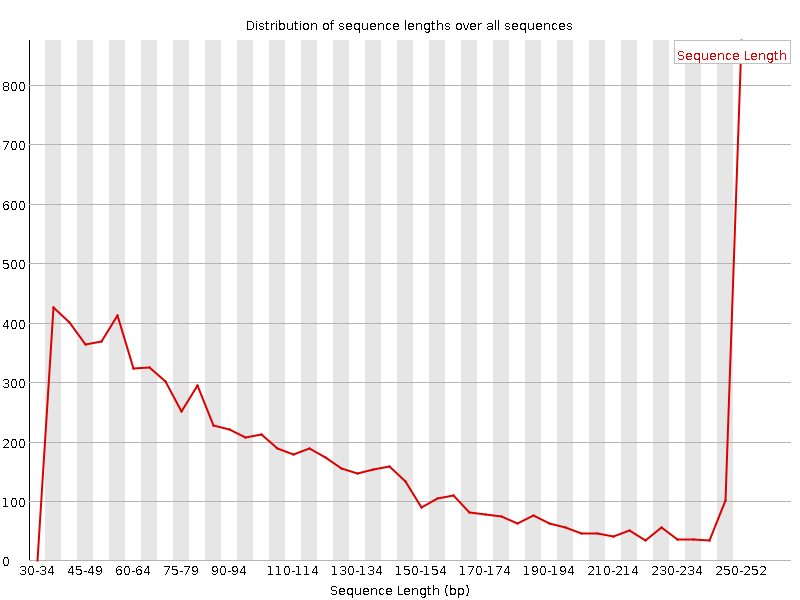 Distribution of sequence lengths over all sequences
Sequence Length
800
700
600
500
400
300
200
100
0
30-34 45-49 60-64 75-79 90-94 110-114 130-134 150-154 170-174 190-194 210-214 230-234 250-252
Sequence Length (bp)